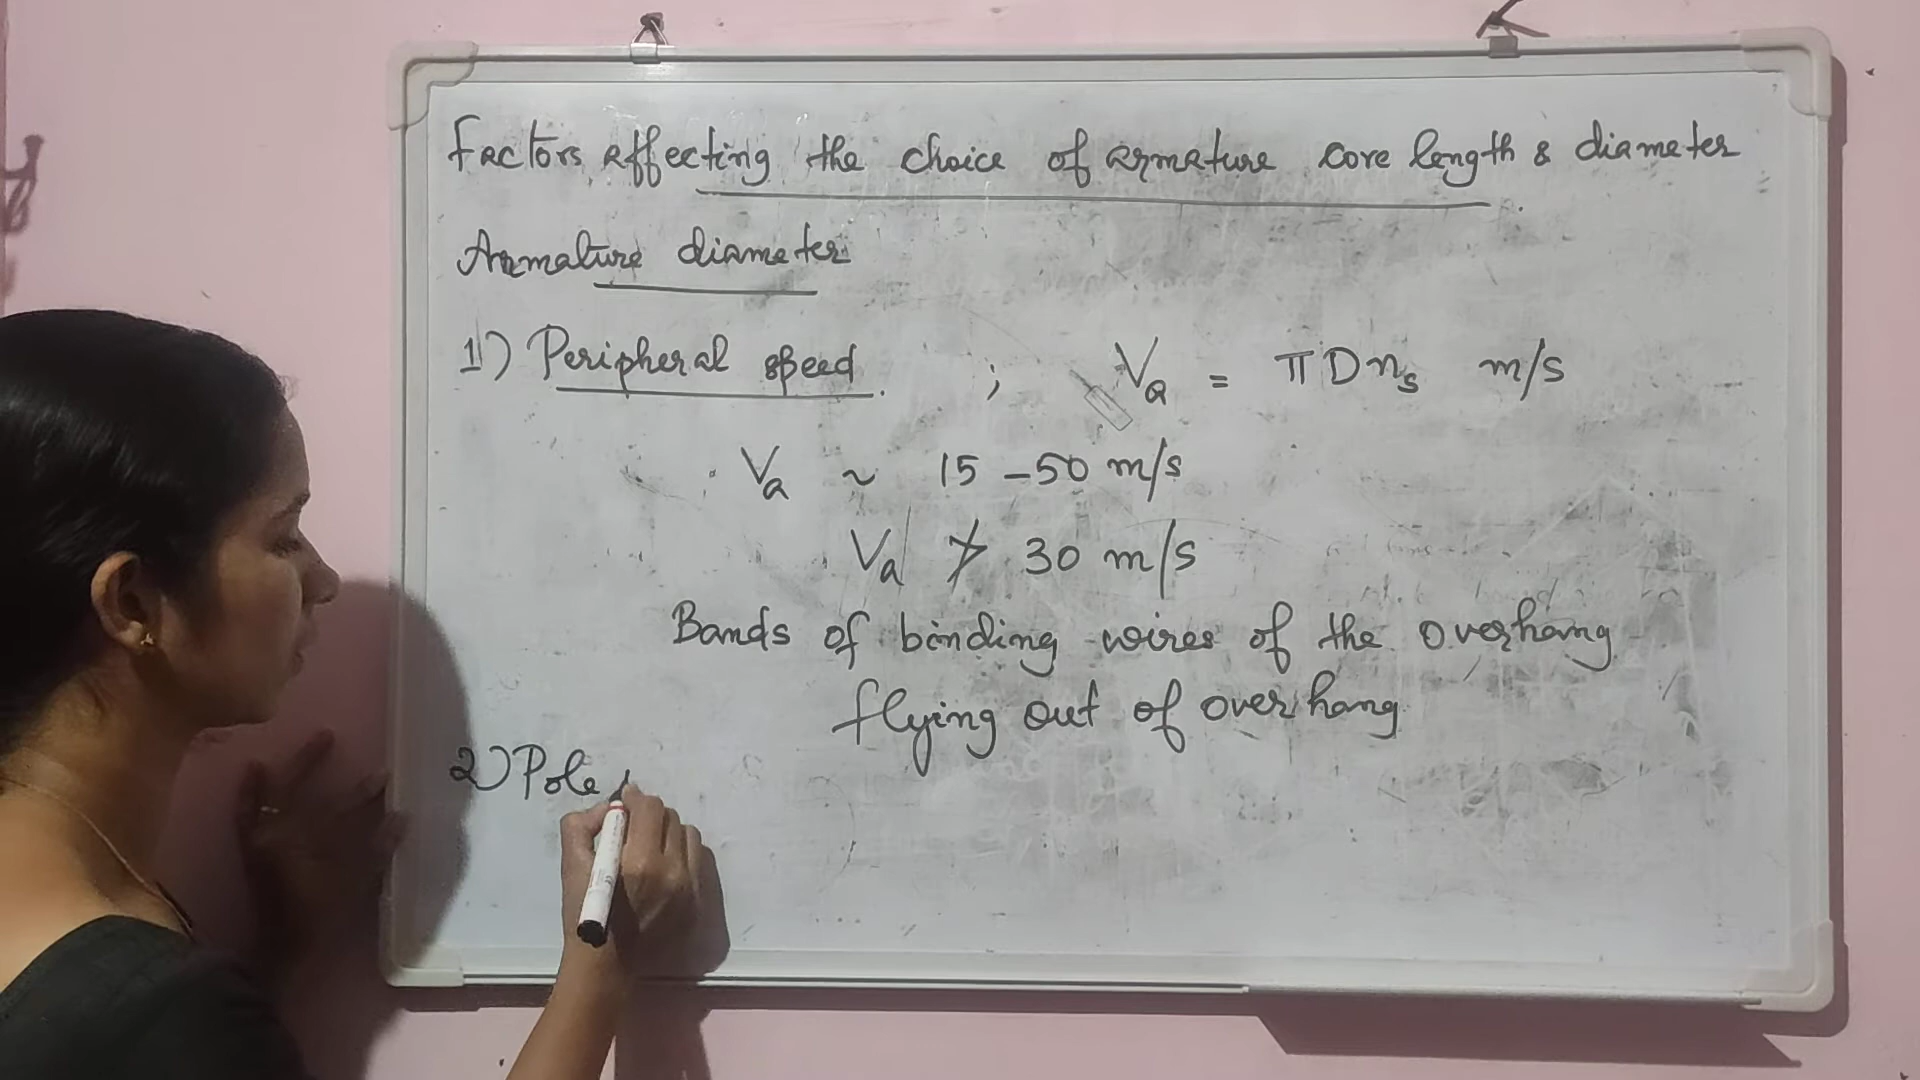 Factors affecting the choice of armature core length & diameter
Armature diameter
1) Peripheral speed. ; Va = πDns m/s
Va ~ 15 - 50 m/s
Va ≯ 30 m/s
Bands of binding wires of the overhang
flying out of overhang
2) Pole